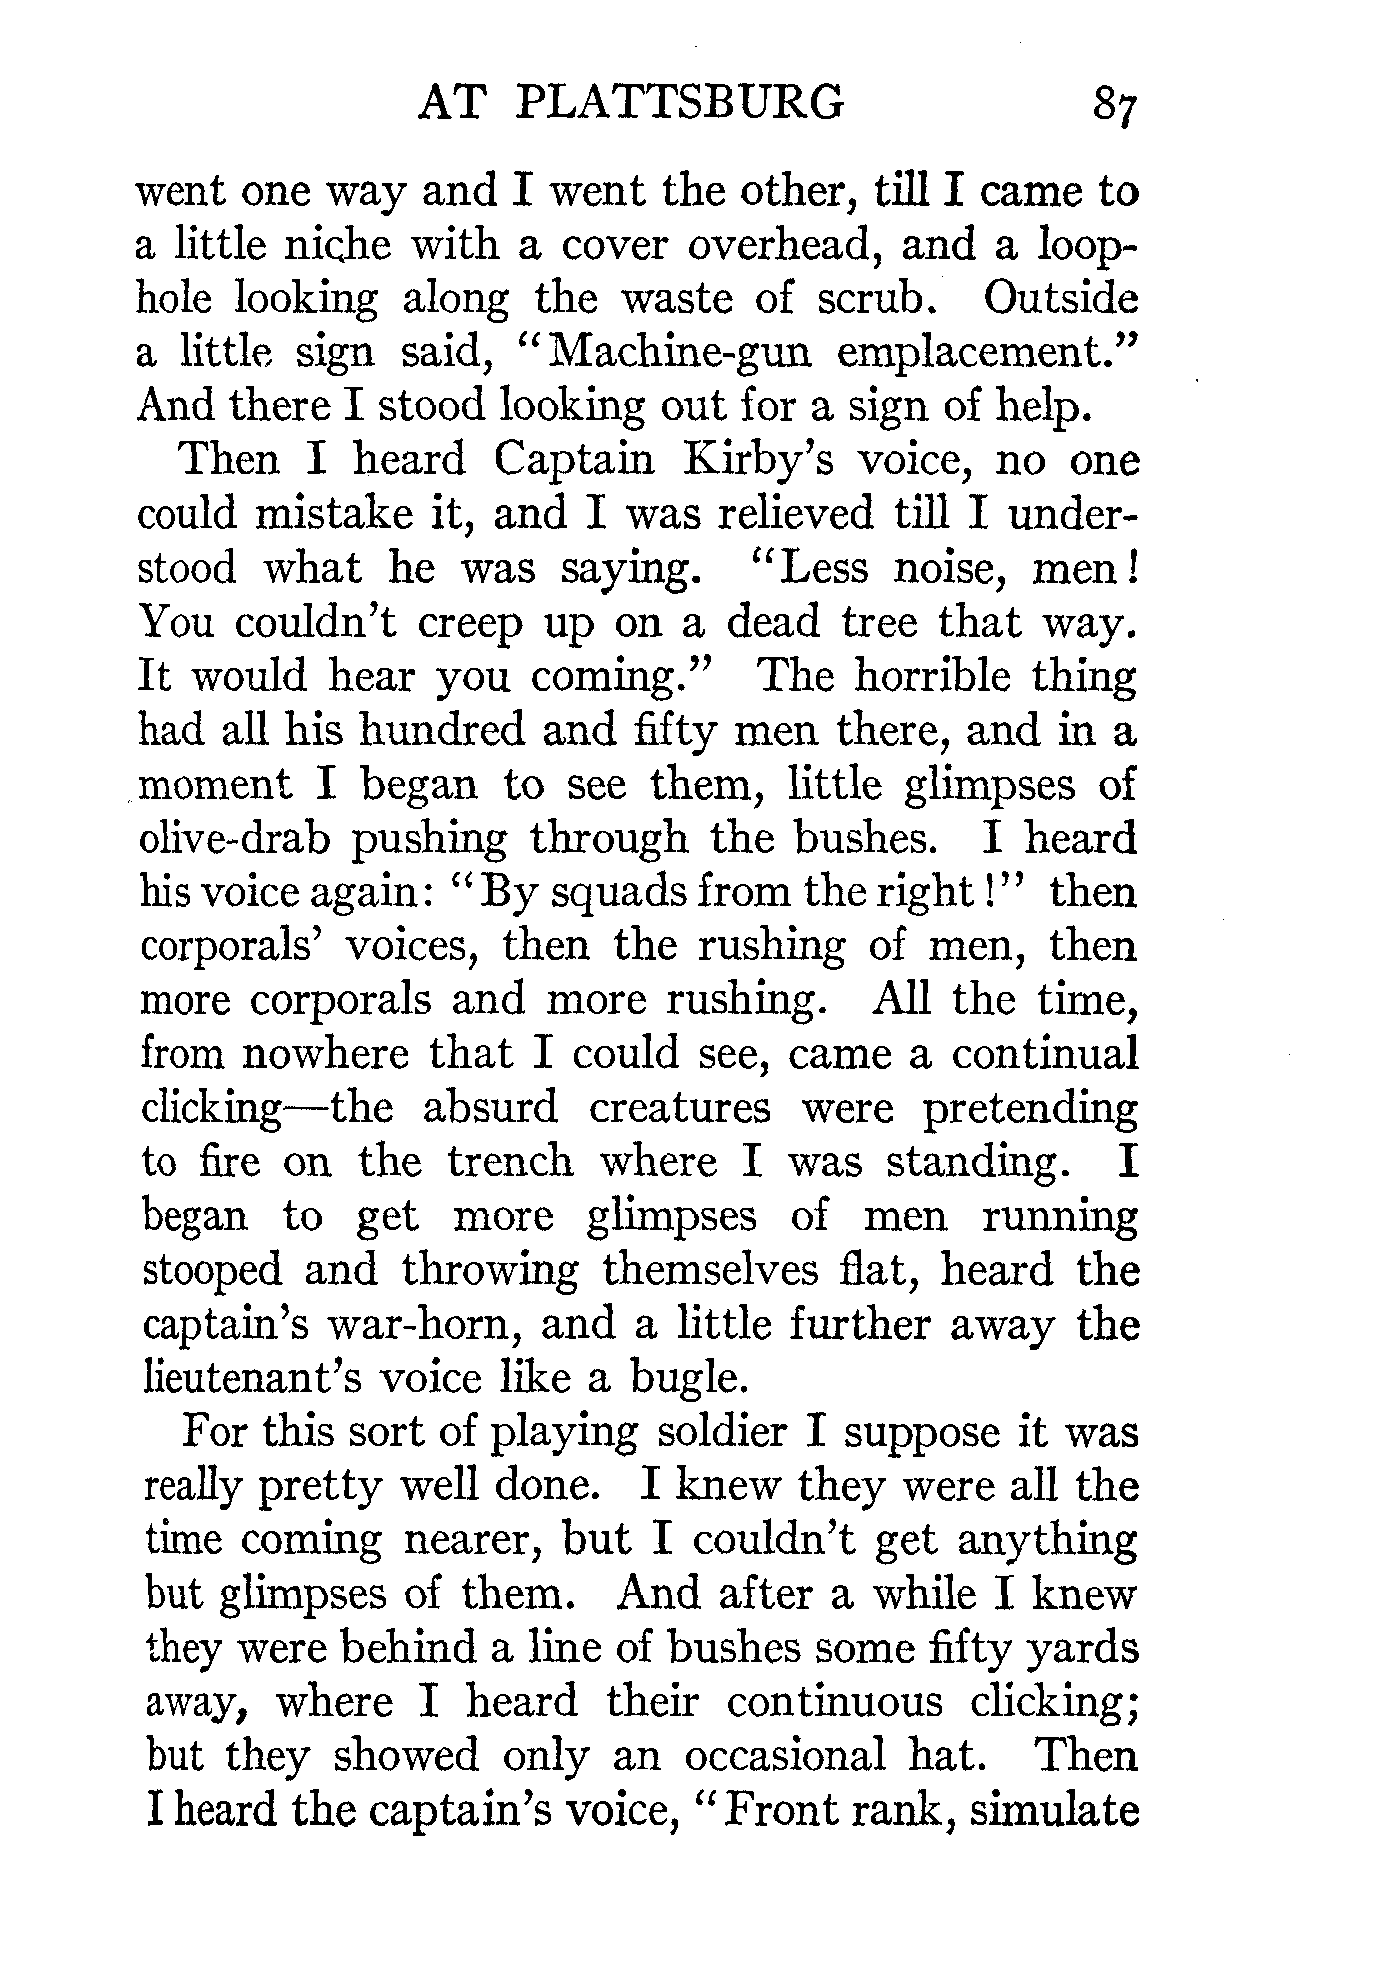 AT PLATTSBURG 87
went one way and I went the other, till I came to
a little niche with a cover overhead, and a loop-
hole looking along the waste of scrub. Outside
a little sign said, "Machine-gun emplacement."
And there I stood looking out for a sign of help.
Then I heard Captain Kirby's voice, no one
could mistake it, and I was relieved till I under-
stood what he was saying. "Less noise, men!
You couldn't creep up on a dead tree that way.
It would hear you coming." The horrible thing
had all his hundred and fifty men there, and in a
moment I began to see them, little glimpses of
olive-drab pushing through the bushes. I heard
his voice again: "By squads from the right!" then
corporals' voices, then the rushing of men, then
more corporals and more rushing. All the time,
from nowhere that I could see, came a continual
clicking—the absurd creatures were pretending
to fire on the trench where I was standing. I
began to get more glimpses of men running
stooped and throwing themselves flat, heard the
captain's war-horn, and a little further away the
lieutenant's voice like a bugle.
For this sort of playing soldier I suppose it was
really pretty well done. I knew they were all the
time coming nearer, but I couldn't get anything
but glimpses of them. And after a while I knew
they were behind a line of bushes some fifty yards
away, where I heard their continuous clicking;
but they showed only an occasional hat. Then
I heard the captain's voice, "Front rank, simulate